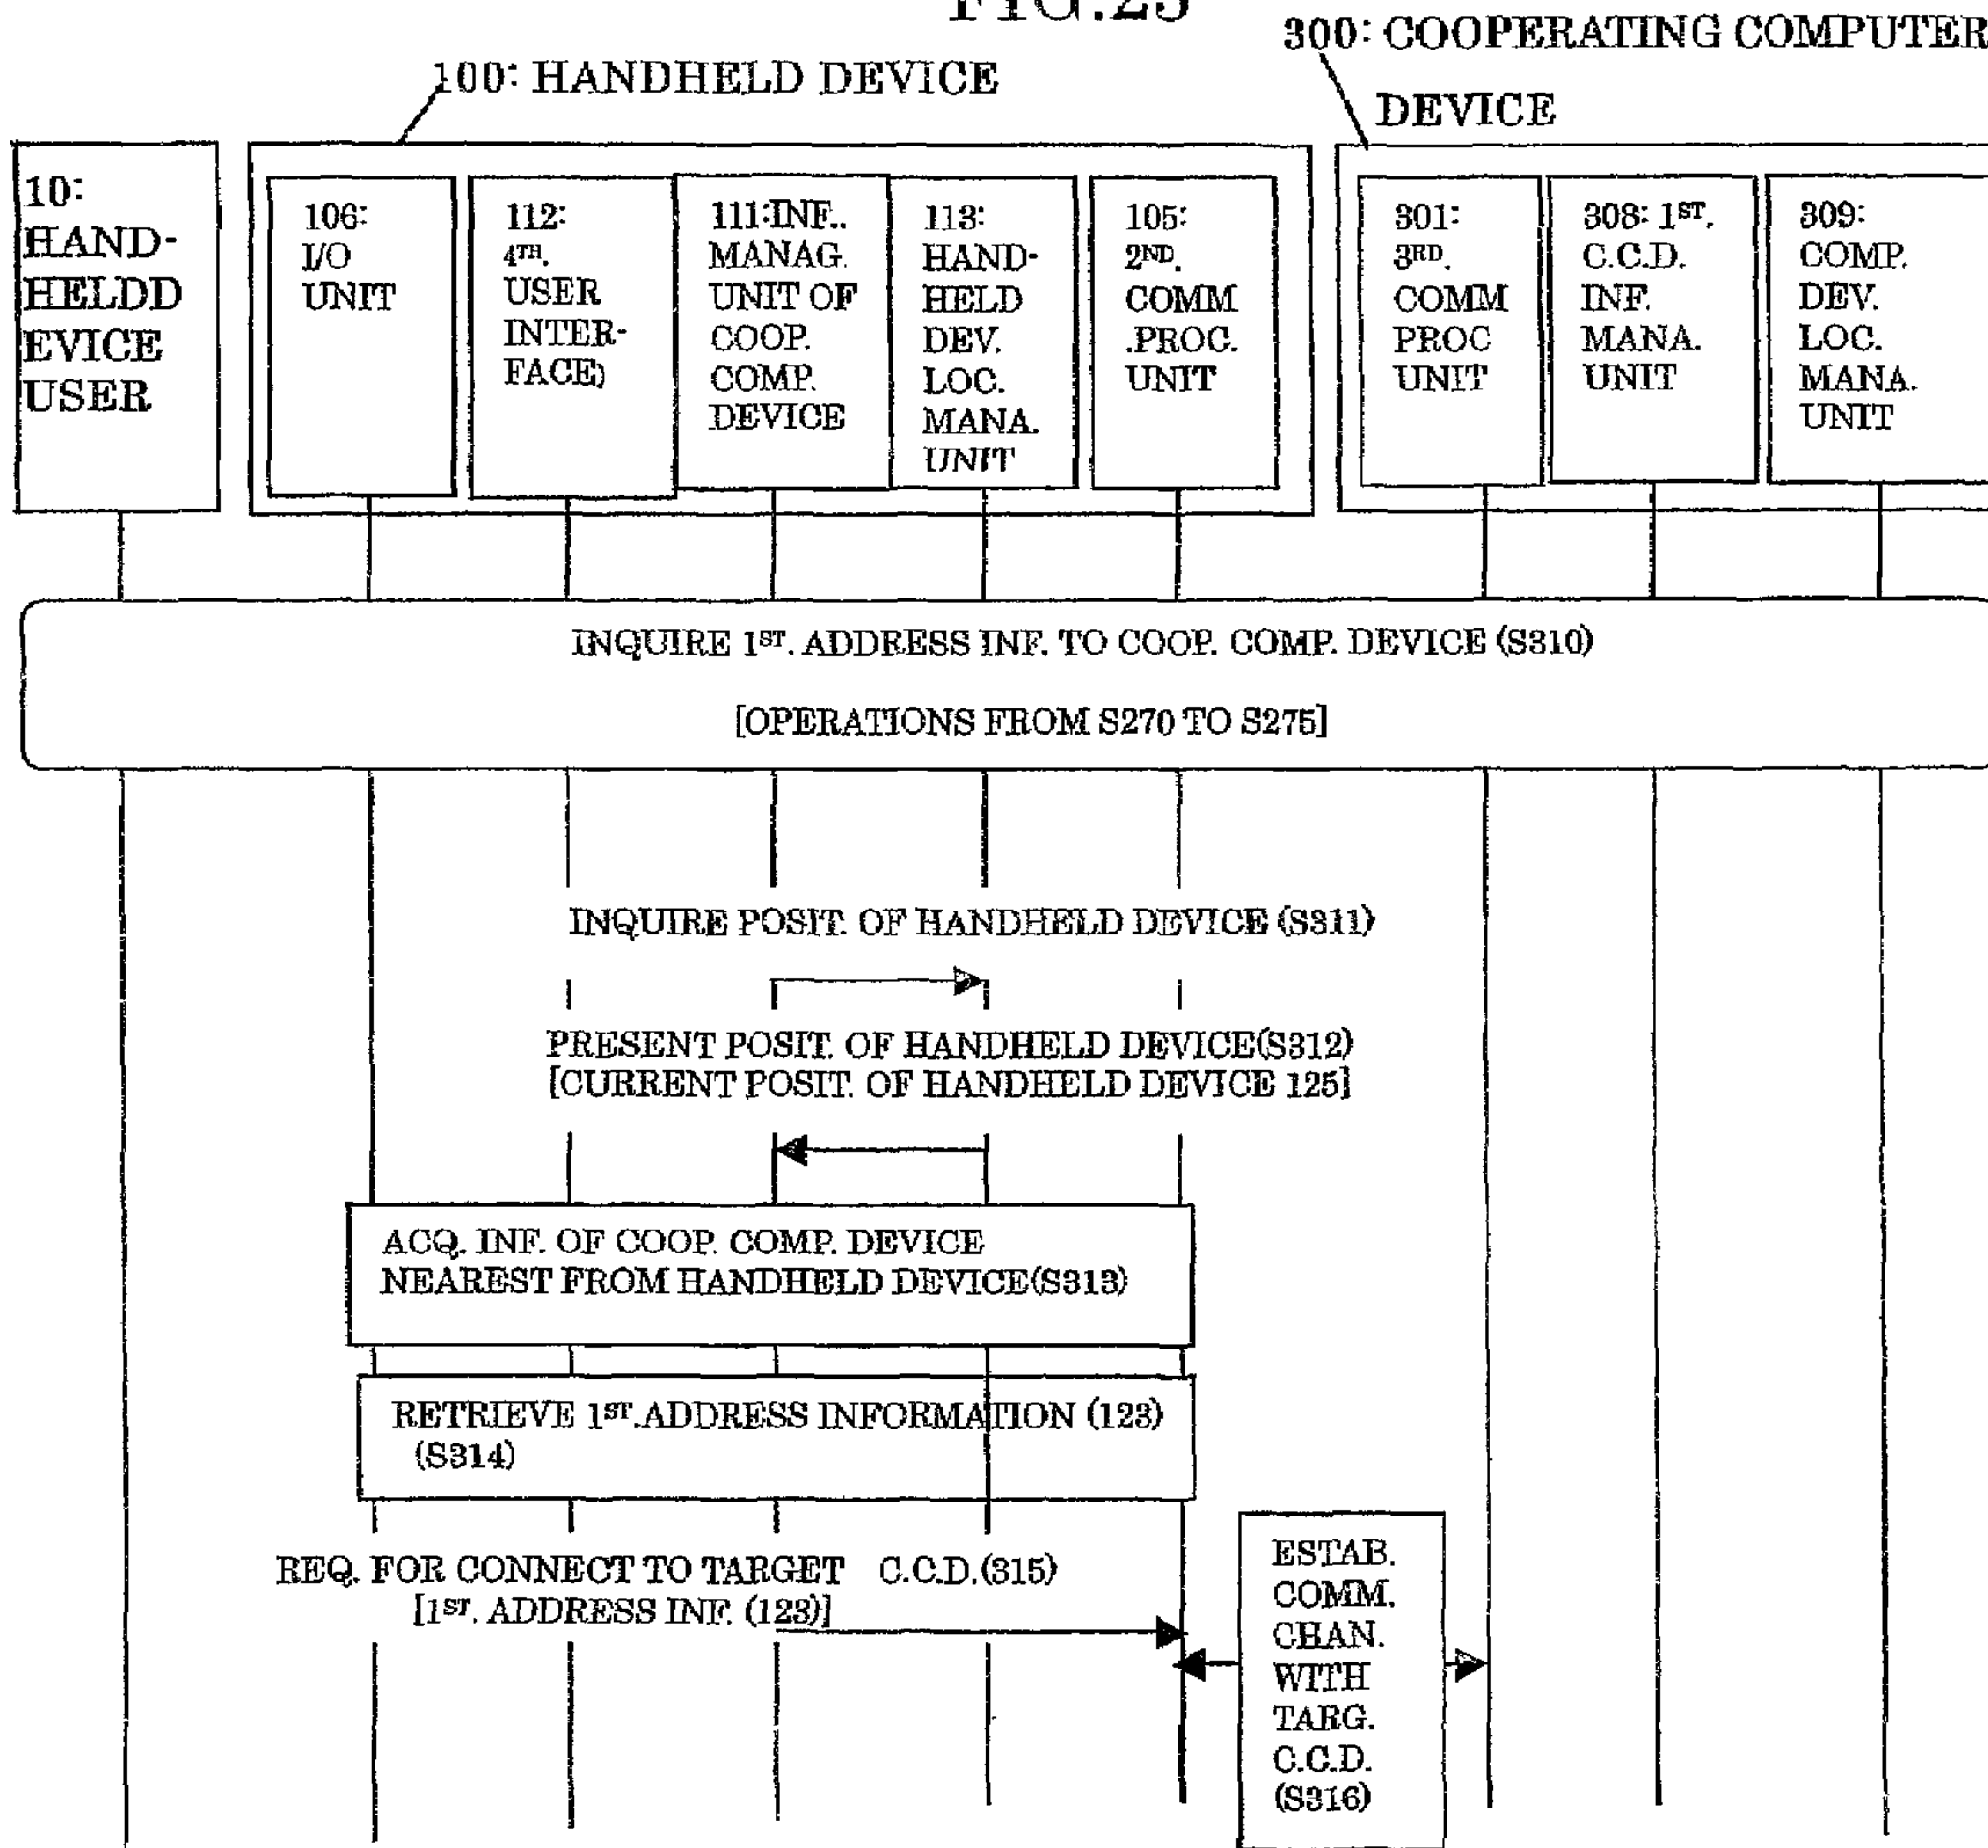 FIG.25
300: COOPERATING COMPUTER
DEVICE
100: HANDHELD DEVICE
10:
HAND-
HELDD
EVICE
USER
106:
I/O
UNIT
112:
4TH.
USER
INTER-
FACE)
111:INF..
MANAG.
UNIT OF
COOP.
COMP.
DEVICE
113:
HAND-
HELD
DEV.
LOC.
MANA.
UNIT
105:
2ND.
COMM
.PROC.
UNIT
301:
3RD.
COMM
PROC
UNIT
308: 1ST.
C.C.D.
INF.
MANA.
UNIT
309:
COMP.
DEV.
LOC.
MANA.
UNIT
INQUIRE 1ST. ADDRESS INF. TO COOP. COMP. DEVICE (S310)
[OPERATIONS FROM S270 TO S275]
INQUIRE POSIT. OF HANDHELD DEVICE (S311)
PRESENT POSIT. OF HANDHELD DEVICE(S312)
[CURRENT POSIT. OF HANDHELD DEVICE 125]
ACQ. INF. OF COOP. COMP. DEVICE
NEAREST FROM HANDHELD DEVICE(S313)
RETRIEVE 1ST.ADDRESS INFORMATION (123)
(S314)
REQ. FOR CONNECT TO TARGET C.C.D.(315)
[1ST. ADDRESS INF. (123)]
ESTAB.
COMM.
CHAN.
WITH
TARG.
C.C.D.
(S316)